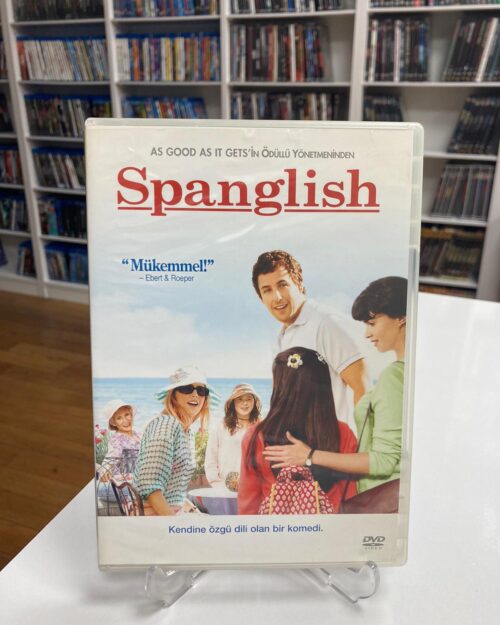 AS GOOD AS IT GETS'İN ÖDÜLLÜ YÖNETMENİNDEN
Spanglish
"Mükemmel!"
– Ebert & Roeper
Kendine özgü dili olan bir komedi.
DVD
VIDEO